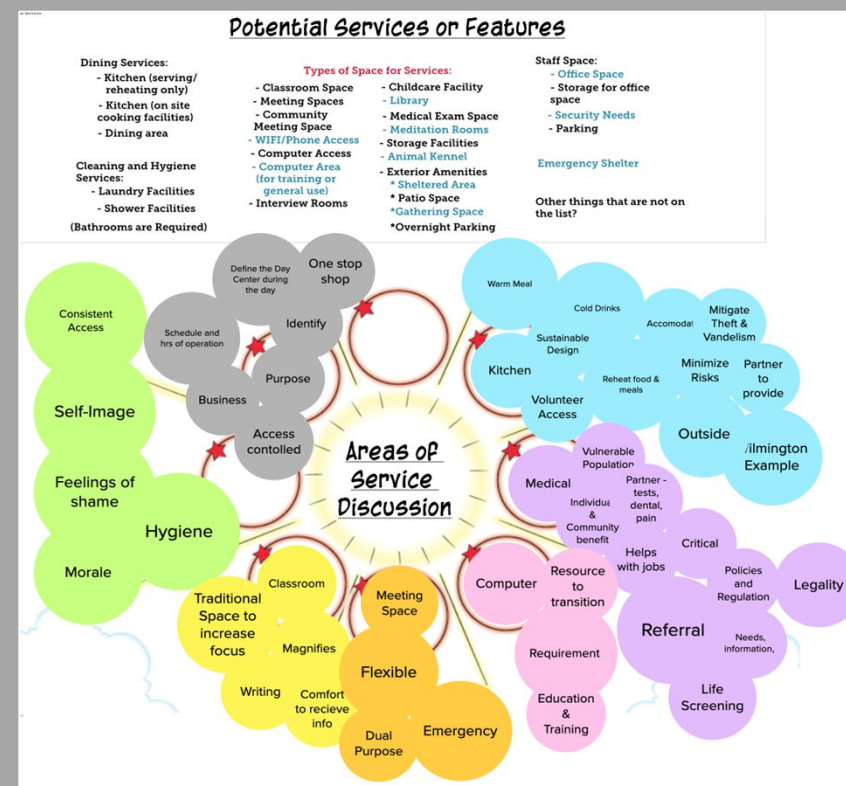 Potential Services or Features
Dining Services:
- Kitchen (serving/
reheating only)
- Kitchen (on site
cooking facilities)
- Dining area
Cleaning and Hygiene
Services:
- Laundry Facilities
- Shower Facilities
(Bathrooms are Required)
Types of Space for Services:
- Classroom Space
- Meeting Spaces
- Community
Meeting Space
- WIFI/Phone Access
- Computer Access
- Computer Area
(for training or
general use)
- Interview Rooms
- Childcare Facility
- Library
- Medical Exam Space
- Meditation Rooms
- Storage Facilities
- Animal Kennel
- Exterior Amenities
* Sheltered Area
* Patio Space
*Gathering Space
*Overnight Parking
Staff Space:
- Office Space
- Storage for office
space
- Security Needs
- Parking
Emergency Shelter
Other things that are not on
the list?
Consistent
Access
Self-Image
Feelings of
shame
Hygiene
Morale
Define the Day
Center during
the day
One stop
shop
Schedule and
hrs of operation
Identify
Purpose
Business
Access
contolled
Warm Meal
Cold Drinks
Accomodat
Mitigate
Theft &
Vandelism
Sustainable
Design
Kitchen
Reheat food &
meals
Minimize
Risks
Partner
to
provide
Volunteer
Access
Outside
ilmington
Example
Areas of
Service
Discussion
Vulnerable
Population
Medical
Partner -
tests,
dental,
pain
Individua
&
Community
benefit
Helps
with jobs
Critical
Policies
and
Regulation
Legality
Referral
Needs,
information,
Life
Screening
Computer
Resource
to
transition
Requirement
Education
&
Training
Classroom
Traditional
Space to
increase
focus
Magnifies
Writing
Comfort
to recieve
info
Meeting
Space
Flexible
Dual
Purpose
Emergency